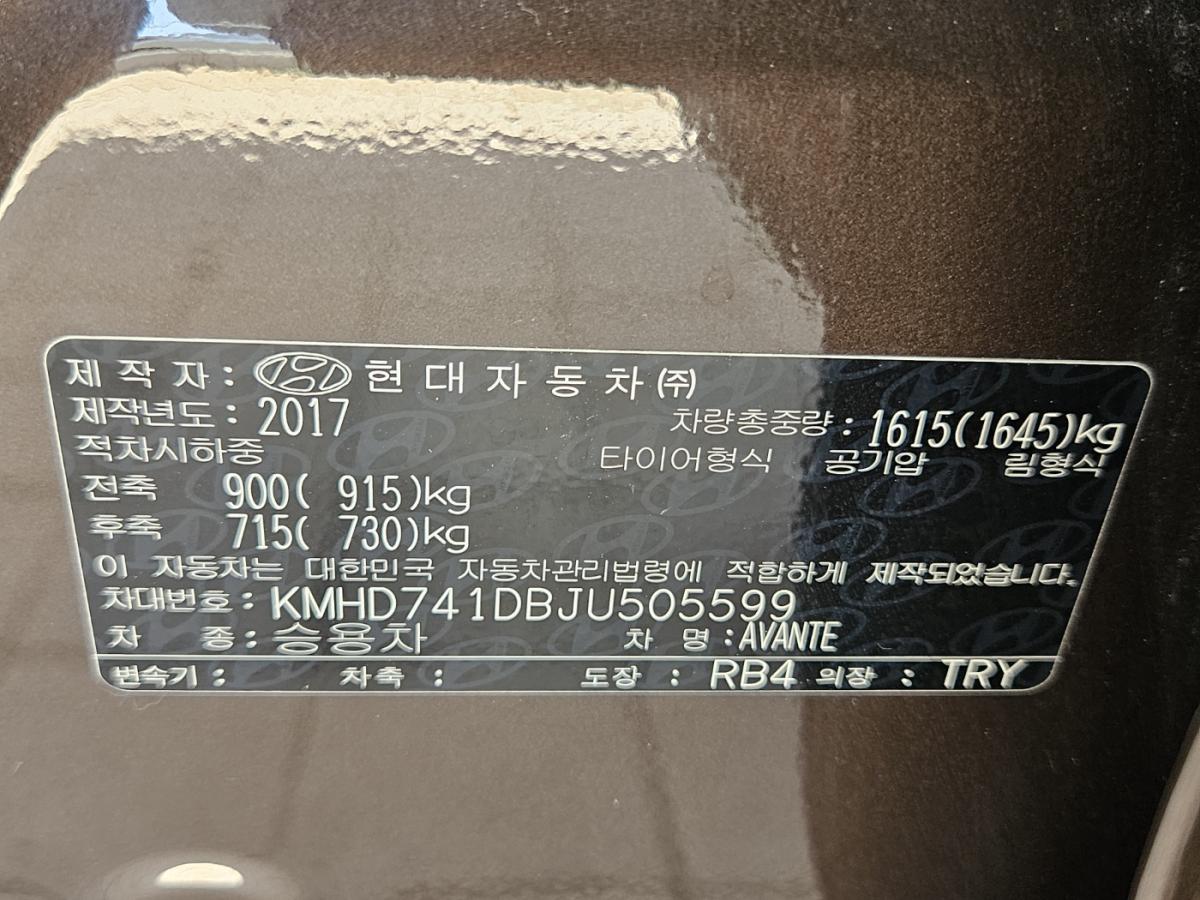 제 작 자 : 현 대 자 동 차 ㈜
제작년도 : 2017 차량총중량 : 1615(1645)kg
적차시하중 타이어형식 공기압 림형식
전축 900( 915)kg
후축 715( 730)kg
이 자동차는 대한민국 자동차관리법령에 적합하게 제작되었습니다.
차대번호 : KMHD741DBJU505599
차 종 : 승용차 차 명 : AVANTE
변속기 : 차축 : 도장 : RB4 의장 : TRY